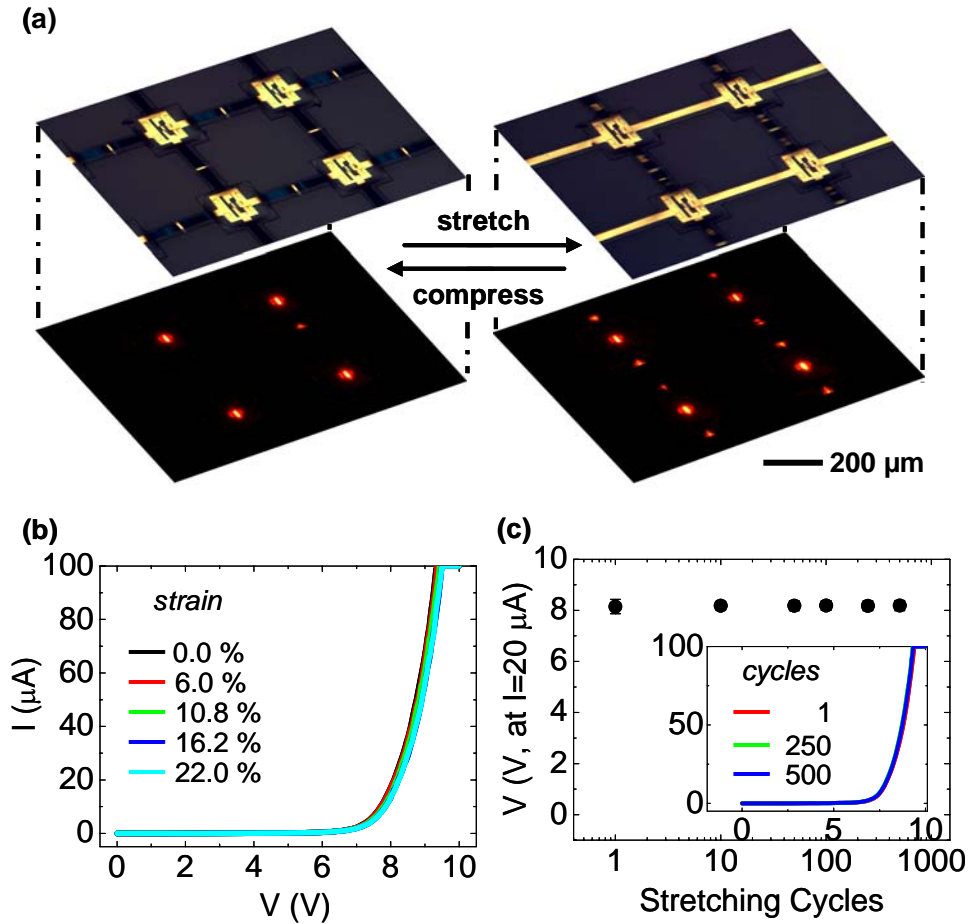 (a)
stretch
compress
200 µm
(b)
I (µA)
100
80
60
40
20
0
strain
0.0 %
6.0 %
10.8 %
16.2 %
22.0 %
0 2 4 6 8 10
V (V)
(c)
V (V, at I=20 µA)
10
8
6
4
2
0
100
50
0
cycles
1
250
500
0 5 10
1 10 100 1000
Stretching Cycles